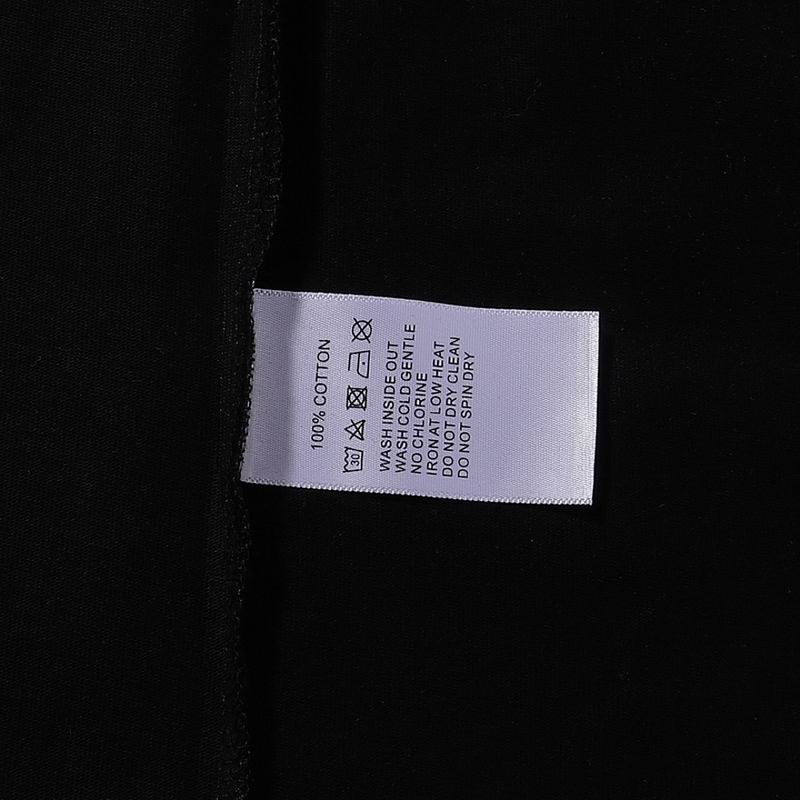 100% COTTON
30
WASH INSIDE OUT
WASH COLD GENTLE
NO CHLORINE
IRON AT LOW HEAT
DO NOT DRY CLEAN
DO NOT SPIN DRY